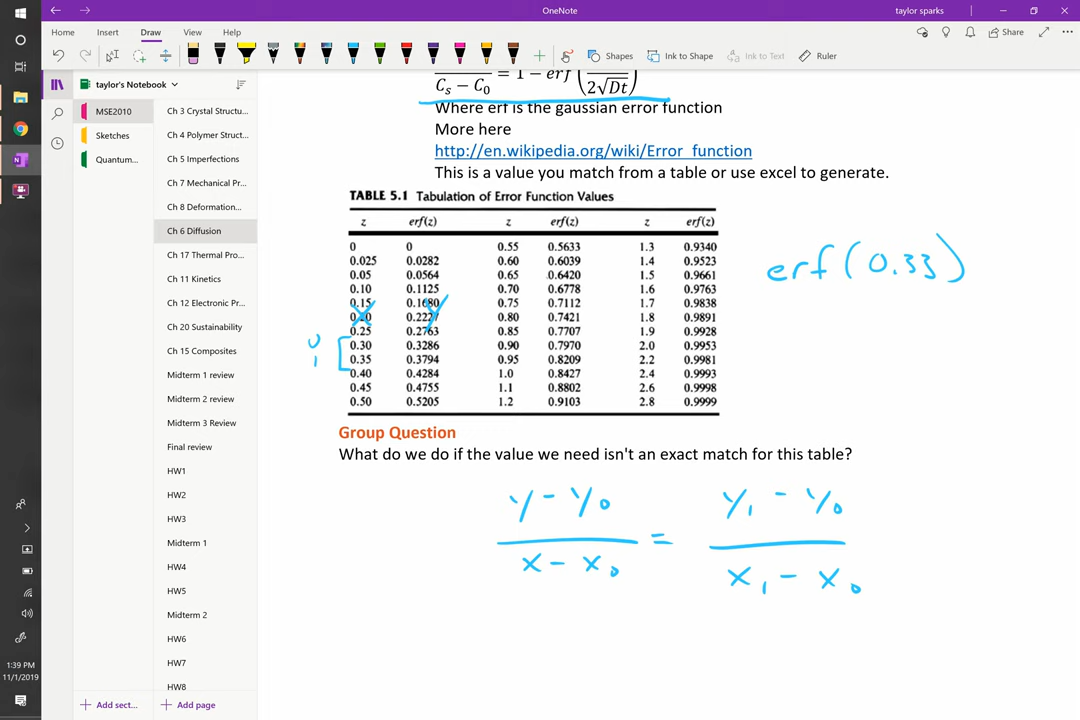 OneNote
taylor sparks
Home Insert Draw View Help
Share
Shapes
Ink to Shape
Ink to Text
Ruler
taylor's Notebook
MSE2010
Sketches
Quantum...
Ch 3 Crystal Structu...
Ch 4 Polymer Struct...
Ch 5 Imperfections
Ch 7 Mechanical Pr...
Ch 8 Deformation...
Ch 6 Diffusion
Ch 17 Thermal Pro...
Ch 11 Kinetics
Ch 12 Electronic Pr...
Ch 20 Sustainability
Ch 15 Composites
Midterm 1 review
Midterm 2 review
Midterm 3 Review
Final review
HW1
HW2
HW3
Midterm 1
HW4
HW5
Midterm 2
HW6
HW7
HW8
Add sect...
Add page
1:39 PM
11/1/2019
Cs − C0 = 1 − erf (2√Dt)
Where erf is the gaussian error function
More here
http://en.wikipedia.org/wiki/Error_function
This is a value you match from a table or use excel to generate.
TABLE 5.1 Tabulation of Error Function Values
z erf(z) z erf(z) z erf(z)
0 0 0.55 0.5633 1.3 0.9340
0.025 0.0282 0.60 0.6039 1.4 0.9523
0.05 0.0564 0.65 0.6420 1.5 0.9661
0.10 0.1125 0.70 0.6778 1.6 0.9763
0.15 0.1680 0.75 0.7112 1.7 0.9838
0.20 0.2227 0.80 0.7421 1.8 0.9891
0.25 0.2763 0.85 0.7707 1.9 0.9928
0.30 0.3286 0.90 0.7970 2.0 0.9953
0.35 0.3794 0.95 0.8209 2.2 0.9981
0.40 0.4284 1.0 0.8427 2.4 0.9993
0.45 0.4755 1.1 0.8802 2.6 0.9998
0.50 0.5205 1.2 0.9103 2.8 0.9999
x y
0
1
erf(0.33)
Group Question
What do we do if the value we need isn't an exact match for this table?
y - y0 = y1 - y0
x - x0 x1 - x0